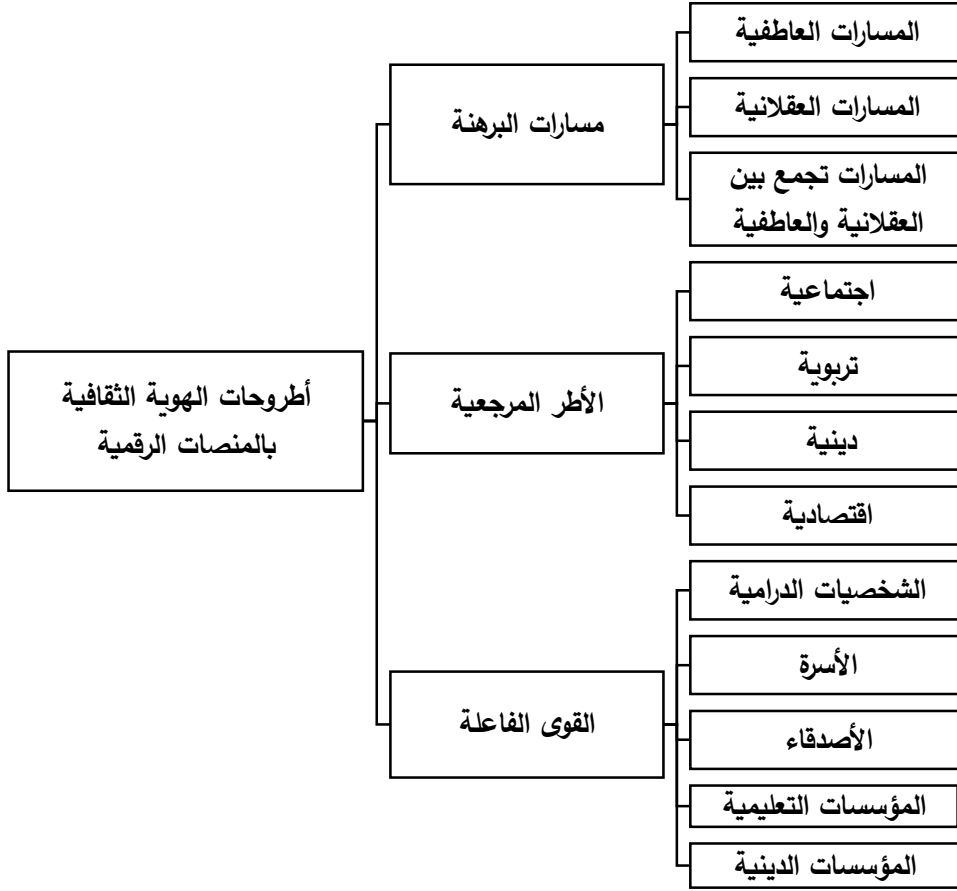 أطروحات الهوية الثقافية
بالمنصات الرقمية
مسارات البرهنة
المسارات العاطفية
المسارات العقلانية
المسارات تجمع بين
العقلانية والعاطفية
الأطر المرجعية
اجتماعية
تربوية
دينية
اقتصادية
القوى الفاعلة
الشخصيات الدرامية
الأسرة
الأصدقاء
المؤسسات التعليمية
المؤسسات الدينية